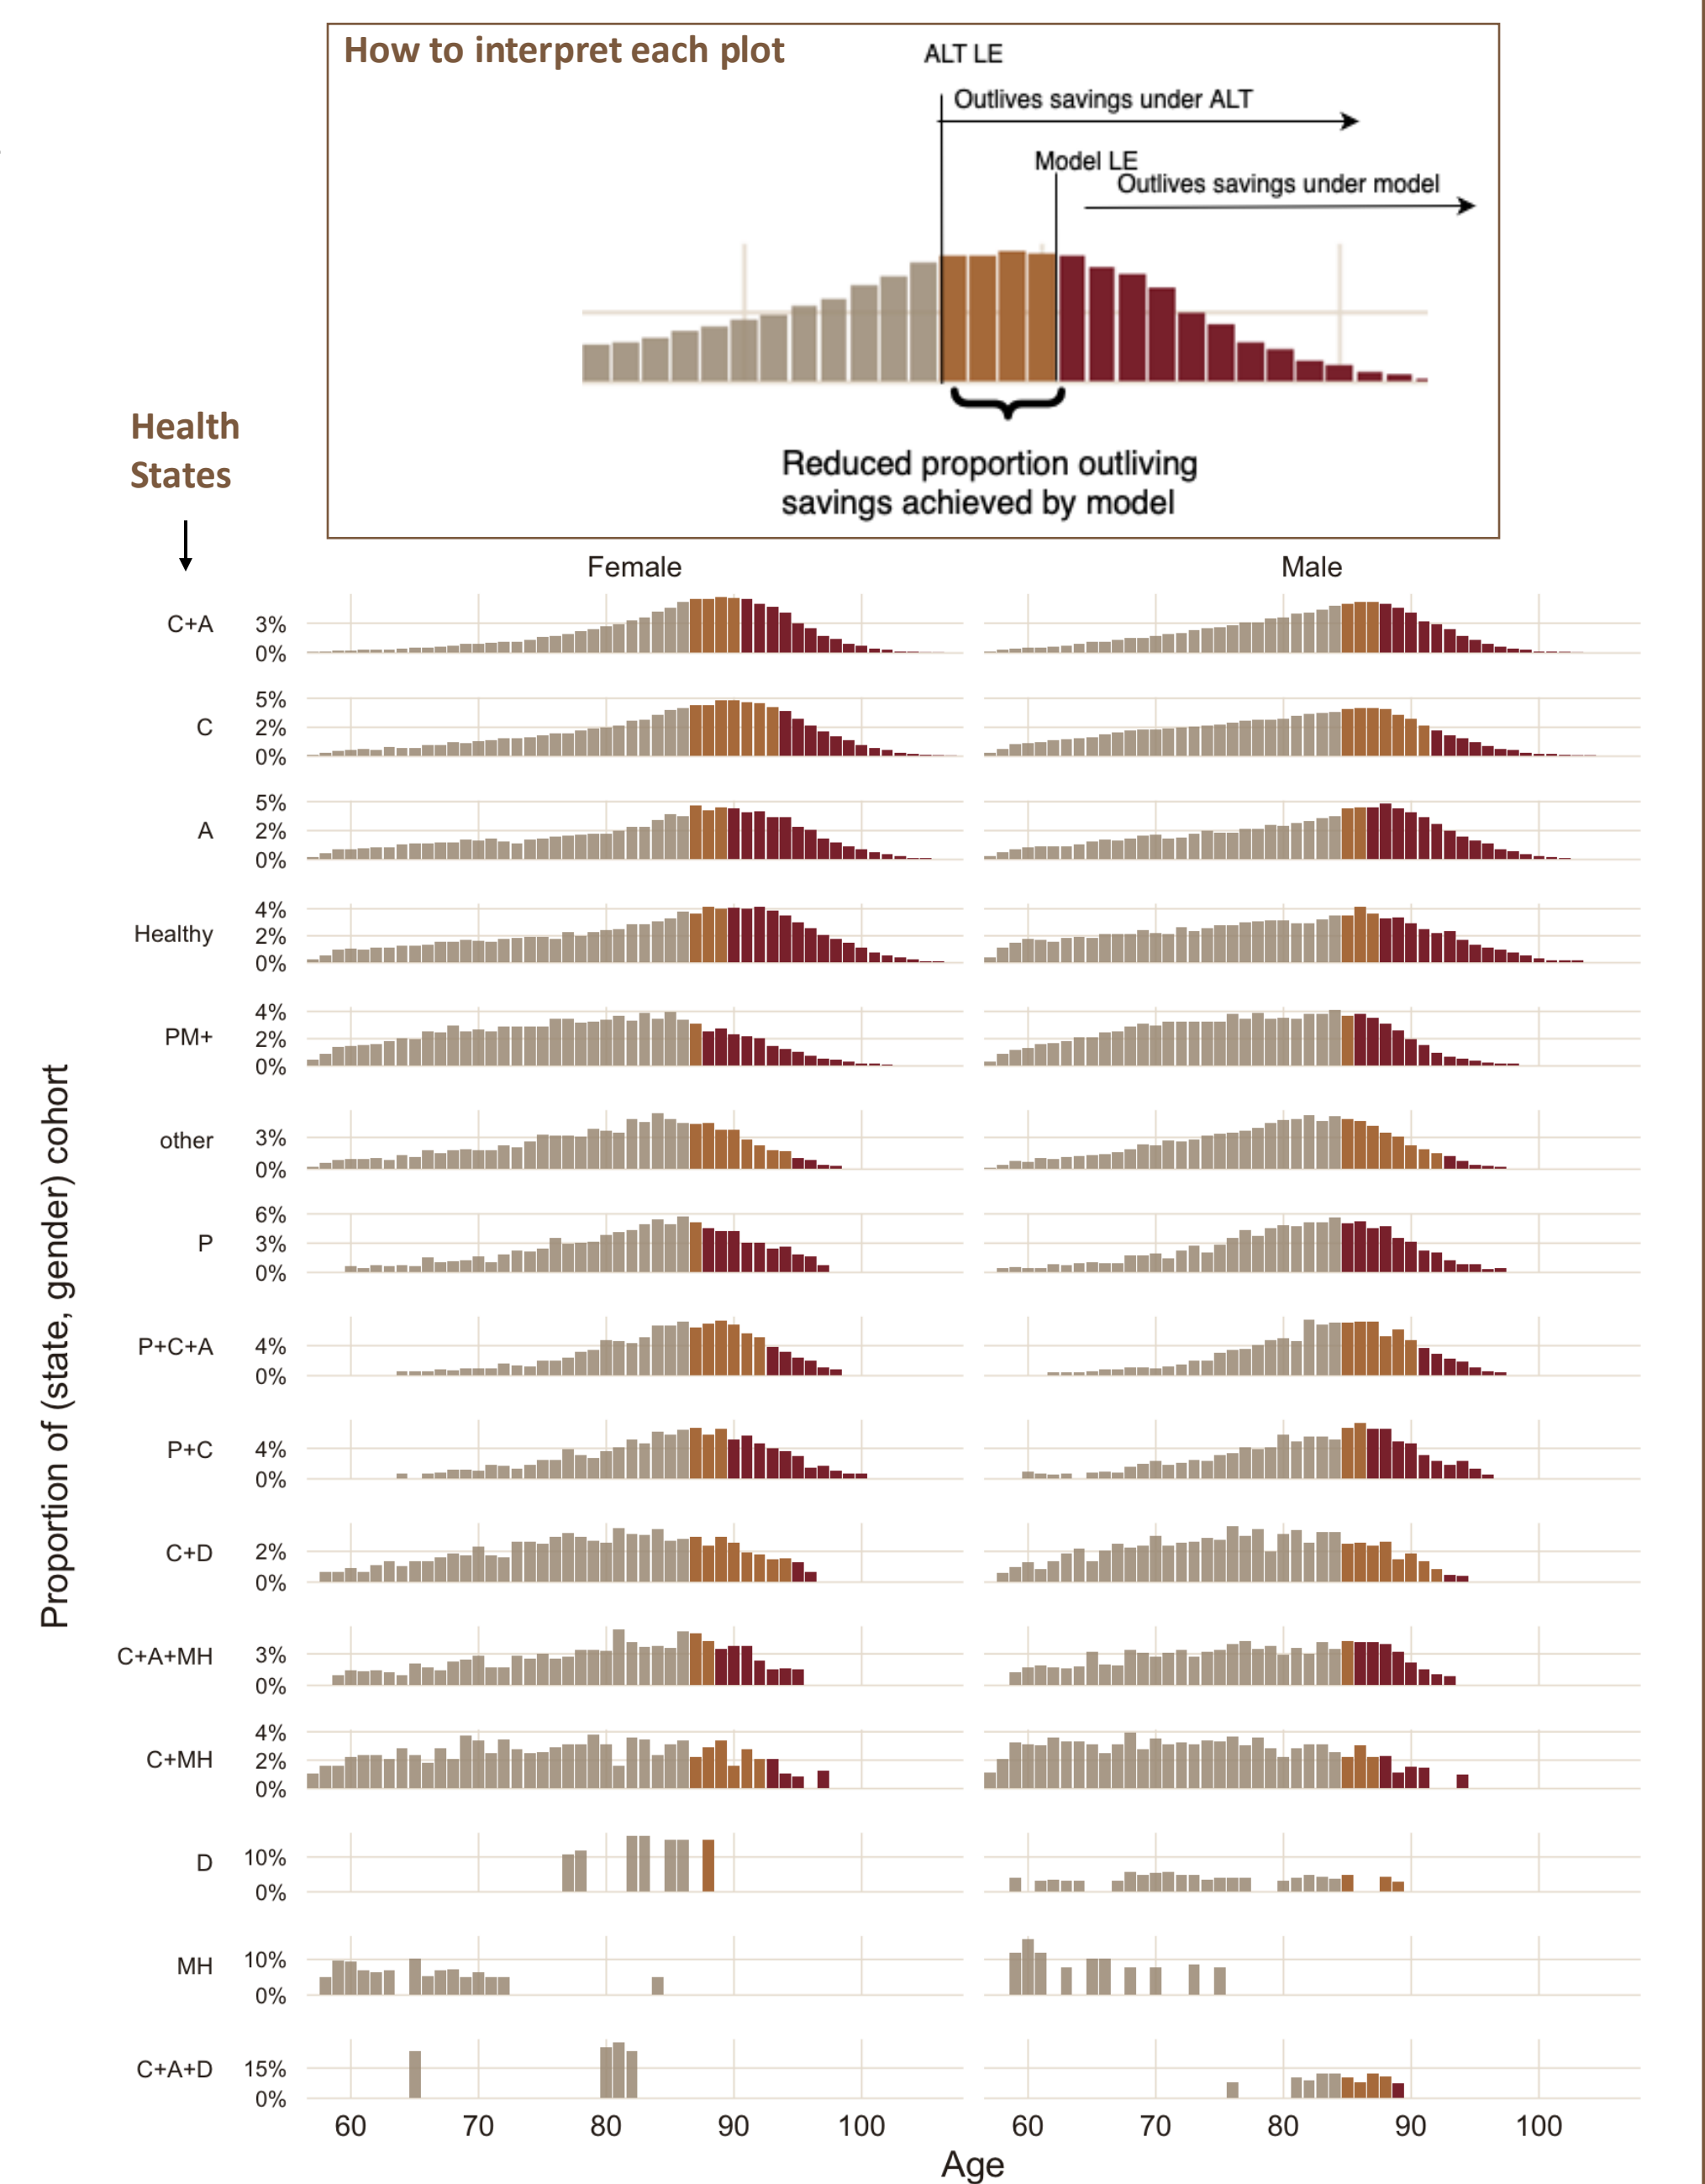 How to interpret each plot
ALT LE
Outlives savings under ALT
Model LE
Outlives savings under model
Reduced proportion outliving
savings achieved by model
Health
States
Female
Male
C+A
3%
0%
C
5%
2%
0%
A
5%
2%
0%
Healthy
4%
2%
0%
PM+
4%
2%
0%
other
3%
0%
P
6%
3%
0%
P+C+A
4%
0%
P+C
4%
0%
C+D
2%
0%
C+A+MH
3%
0%
C+MH
4%
2%
0%
D
10%
0%
MH
10%
0%
C+A+D
15%
0%
Proportion of (state, gender) cohort
60 70 80 90 100
60 70 80 90 100
Age